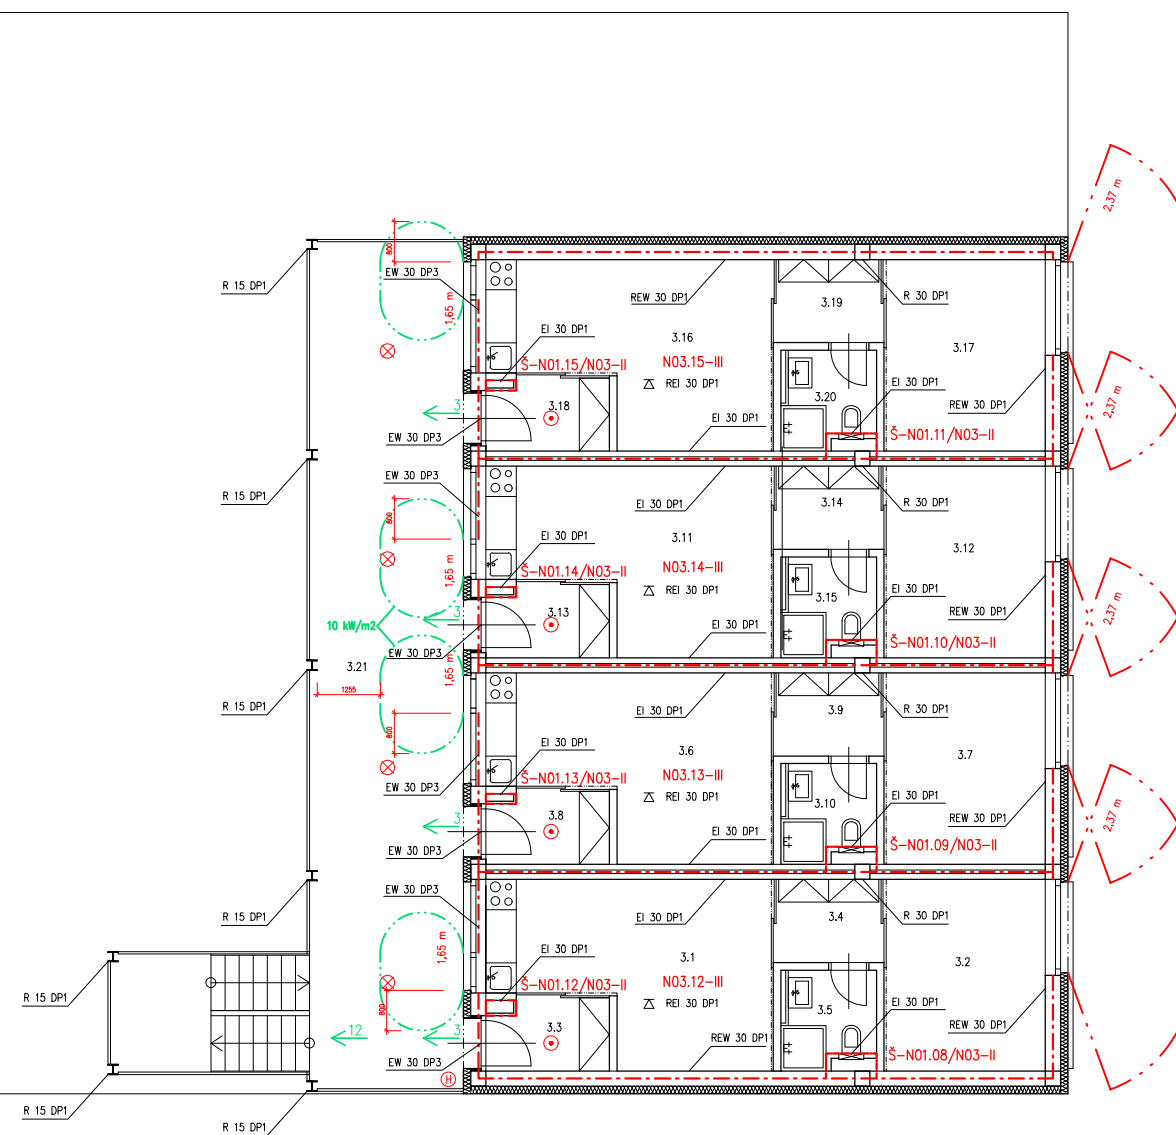 2,37 m
800
EW 30 DP3
R 15 DP1
1,65 m
REW 30 DP1
3.19
R 30 DP1
EI 30 DP1
3.16
3.17
Š-N01.15/N03-II
N03.15-III
REI 30 DP1
EI 30 DP1
3.20
2,37 m
3
3.18
REW 30 DP1
EI 30 DP1
EW 30 DP3
Š-N01.11/N03-II
EW 30 DP3
R 15 DP1
800
EI 30 DP1
3.14
R 30 DP1
EI 30 DP1
3.11
3.12
1,65 m
Š-N01.14/N03-II
N03.14-III
REI 30 DP1
EI 30 DP1
3.15
2,37 m
3
3.13
REW 30 DP1
10 kW/m2
EI 30 DP1
EW 30 DP3
Š-N01.10/N03-II
3.21
1,65 m
1255
R 15 DP1
EI 30 DP1
3.9
R 30 DP1
800
EI 30 DP1
3.6
3.7
Š-N01.13/N03-II
N03.13-III
EW 30 DP3
REI 30 DP1
EI 30 DP1
3.10
2,37 m
3
3.8
REW 30 DP1
EI 30 DP1
EW 30 DP3
Š-N01.09/N03-II
EW 30 DP3
R 15 DP1
EI 30 DP1
3.4
R 30 DP1
1,65 m
EI 30 DP1
3.1
3.2
Š-N01.12/N03-II
N03.12-III
R 15 DP1
800
REI 30 DP1
EI 30 DP1
3.5
12
3
3.3
REW 30 DP1
REW 30 DP1
EW 30 DP3
Š-N01.08/N03-II
H
R 15 DP1
R 15 DP1